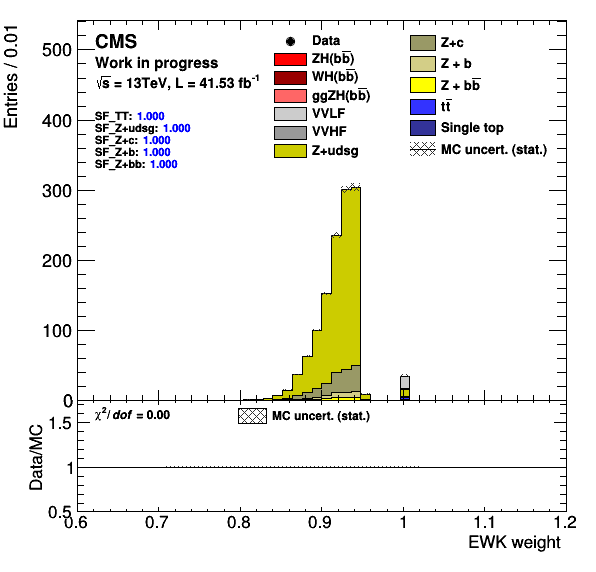 Entries / 0.01
500
400
300
200
100
0
CMS
Work in progress
√s = 13TeV, L = 41.53 fb⁻¹
SF_TT: 1.000
SF_Z+udsg: 1.000
SF_Z+c: 1.000
SF_Z+b: 1.000
SF_Z+bb: 1.000
Data
ZH(bb̅)
WH(bb̅)
ggZH(bb̅)
VVLF
VVHF
Z+udsg
Z+c
Z + b
Z + bb̅
tt̅
Single top
MC uncert. (stat.)
Data/MC
1.5
1
0.5
χ²/dof = 0.00
MC uncert. (stat.)
0.6 0.7 0.8 0.9 1 1.1 1.2
EWK weight